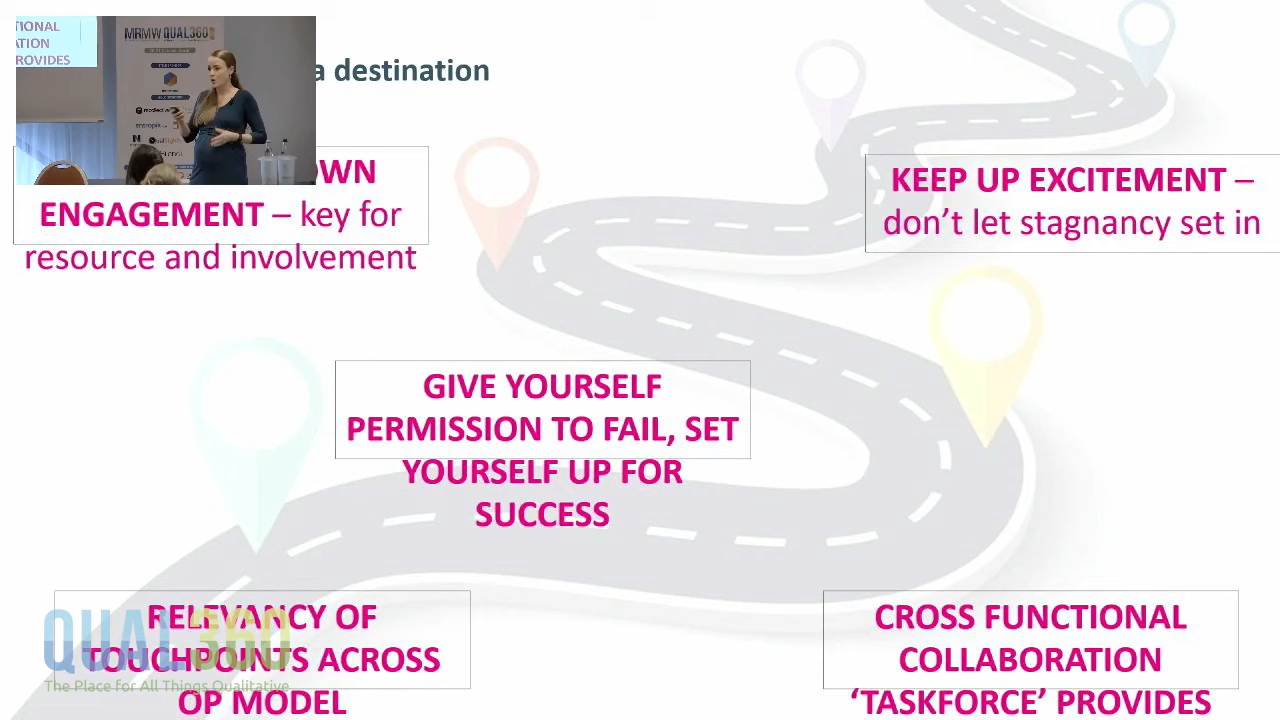 TIONAL
ATION
ROVIDES
MRMW QUAL360
a destination
OWN
ENGAGEMENT – key for
resource and involvement
KEEP UP EXCITEMENT –
don’t let stagnancy set in
GIVE YOURSELF
PERMISSION TO FAIL, SET
YOURSELF UP FOR
SUCCESS
RELEVANCY OF
TOUCHPOINTS ACROSS
OP MODEL
QUAL360
The Place for All Things Qualitative
CROSS FUNCTIONAL
COLLABORATION
‘TASKFORCE’ PROVIDES